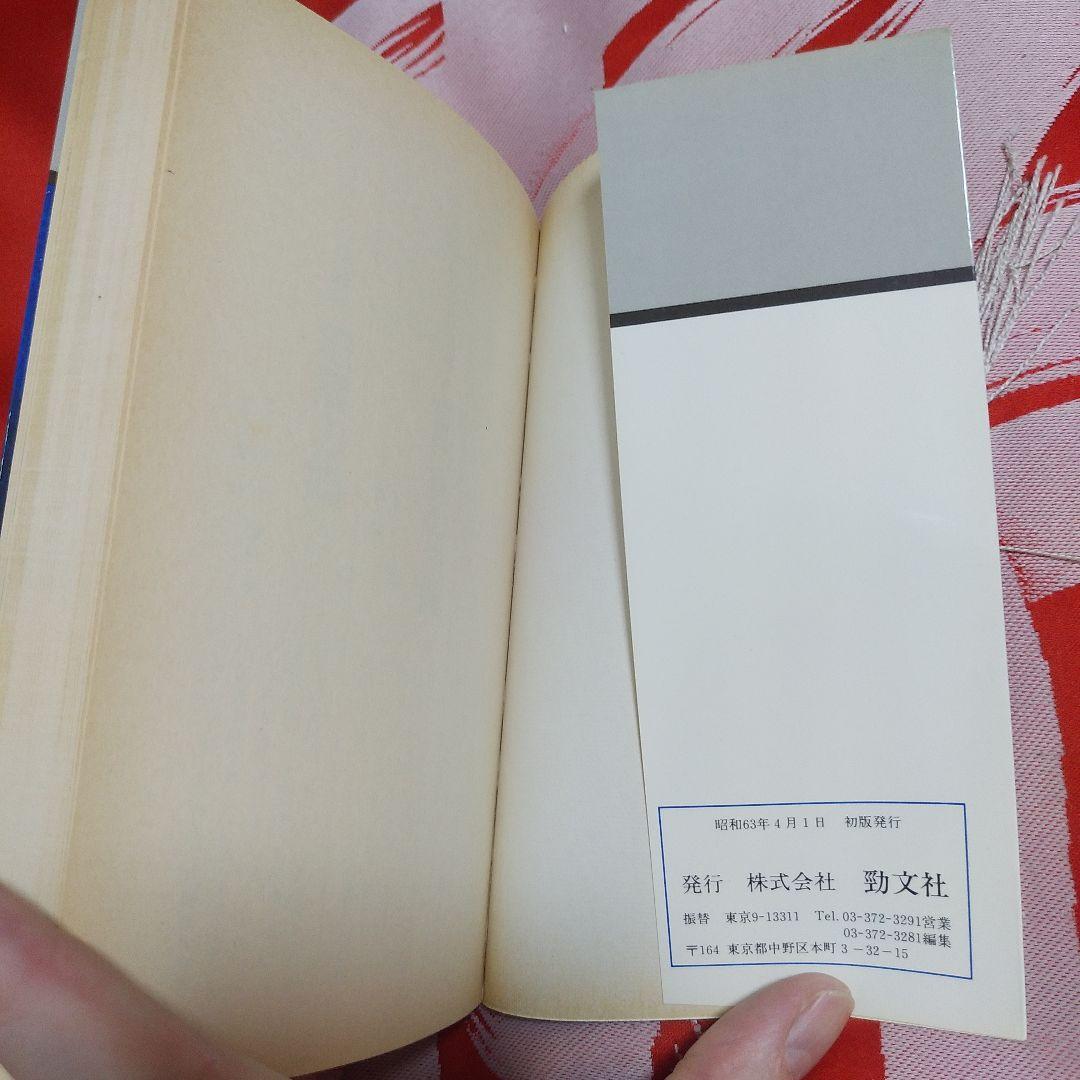 昭和63年4月1日　初版発行
発行　株式会社　勁文社
振替　東京9-13311　Tel. 03-372-3291営業
03-372-3281編集
〒164 東京都中野区本町3-32-15